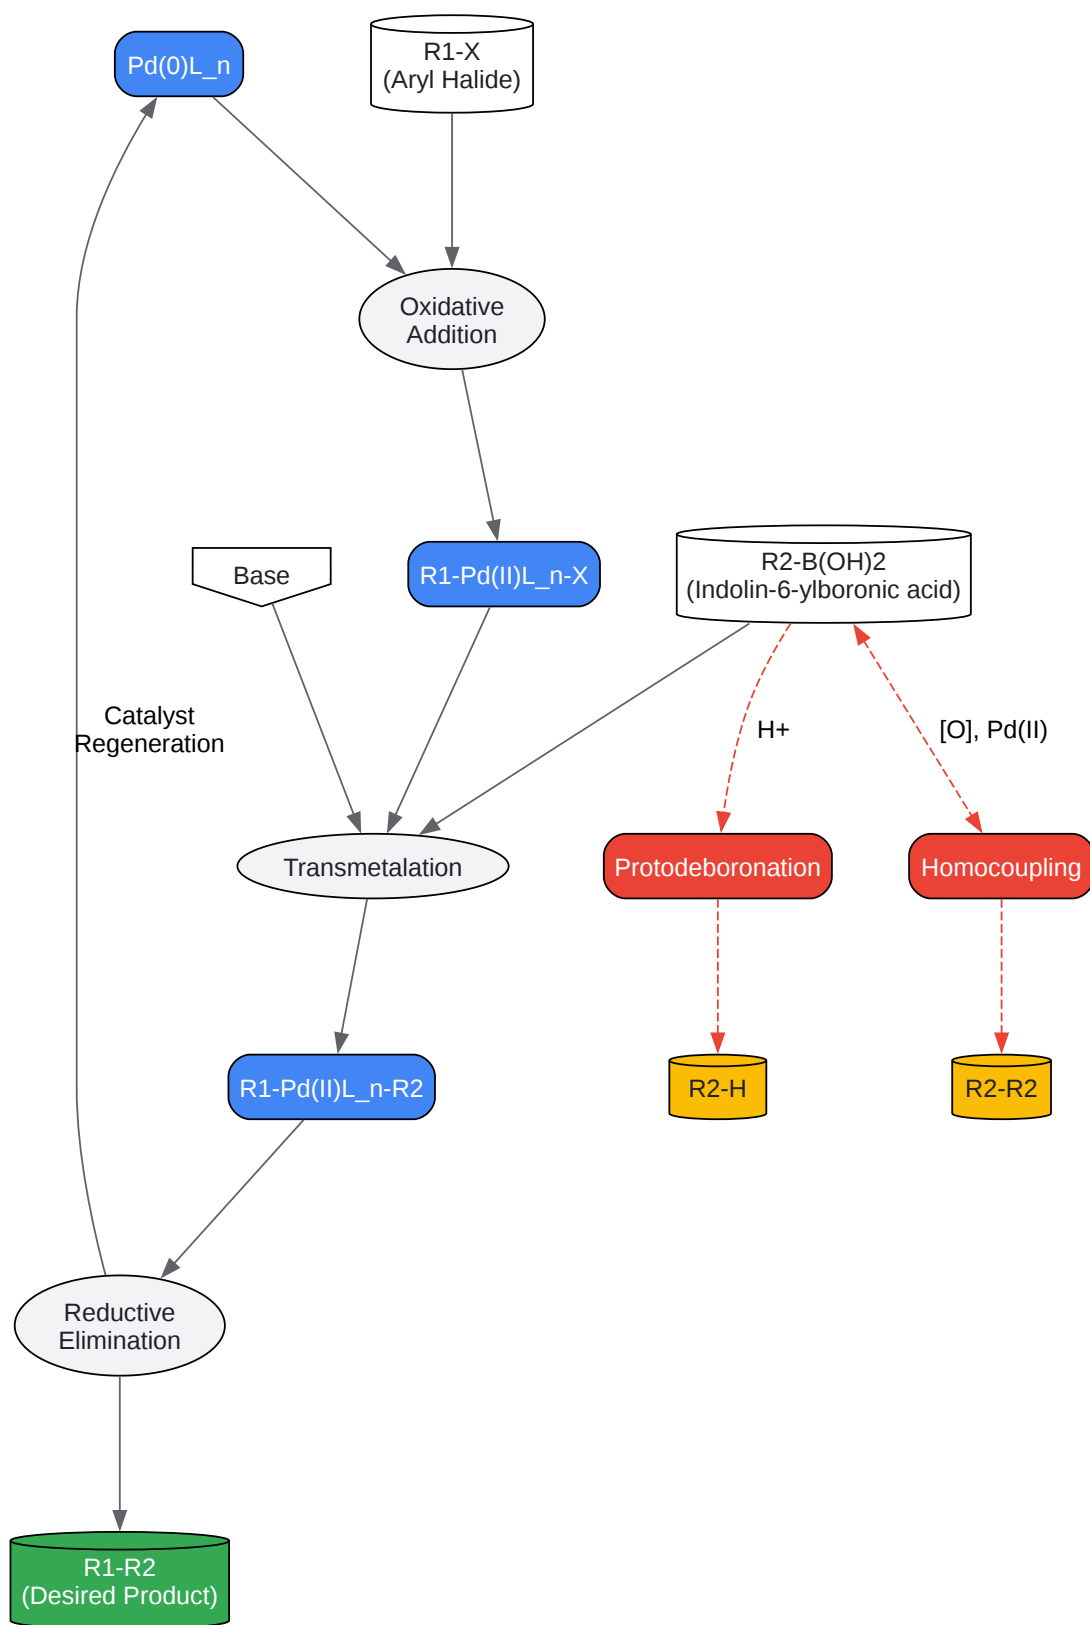 Pd(0)L_n
R1-X
(Aryl Halide)
Oxidative
Addition
Base
R1-Pd(II)L_n-X
R2-B(OH)2
(Indolin-6-ylboronic acid)
Catalyst
Regeneration
H+
[O], Pd(II)
Transmetalation
Protodeboronation
Homocoupling
R1-Pd(II)L_n-R2
R2-H
R2-R2
Reductive
Elimination
R1-R2
(Desired Product)